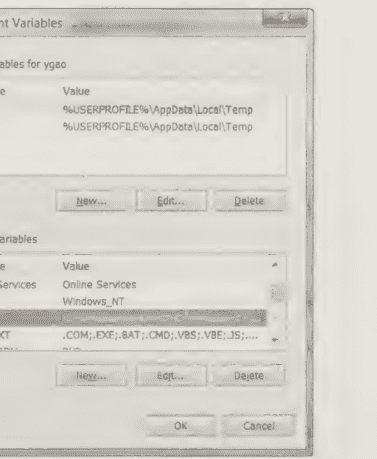 nt Variables
ables for ygao
e Value
%USERPROFILE%\AppData\Local\Temp
%USERPROFILE%\AppData\Local\Temp
New... Edit... Delete
ariables
e Value
Services Online Services
Windows_NT
XT .COM;.EXE;.BAT;.CMD;.VBS;.VBE;.JS;....
New... Edit... Delete
OK Cancel